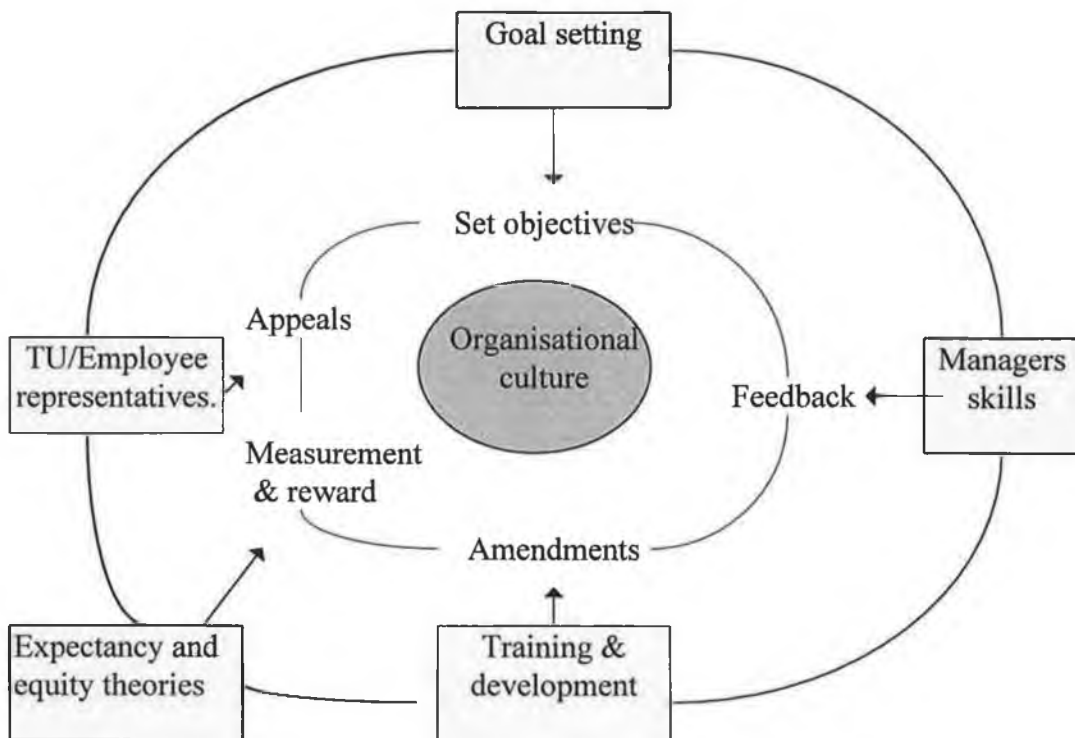 Goal setting
Set objectives
Appeals
Organisational
culture
TU/Employee
representatives.
Feedback
Managers
skills
Measurement
& reward
Amendments
Expectancy and
equity theories
Training &
development